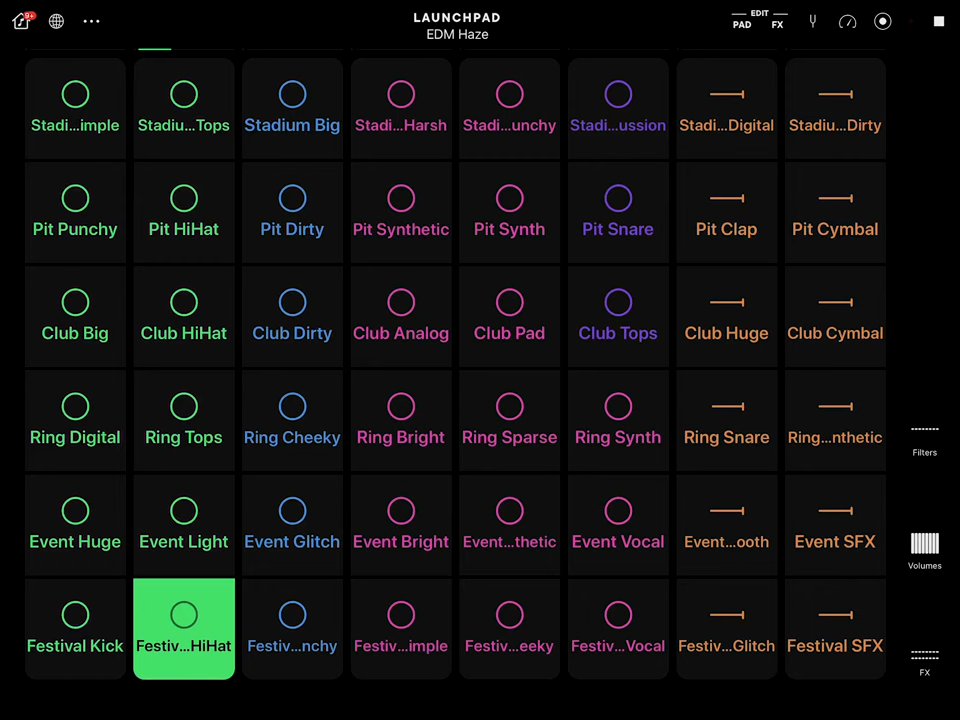 9+
LAUNCHPAD
EDM Haze
EDIT
PAD FX
Stadi...imple Stadiu...Tops Stadium Big Stadi...Harsh Stadi...unchy Stadi...ussion Stadi...Digital Stadiu...Dirty
Pit Punchy Pit HiHat Pit Dirty Pit Synthetic Pit Synth Pit Snare Pit Clap Pit Cymbal
Club Big Club HiHat Club Dirty Club Analog Club Pad Club Tops Club Huge Club Cymbal
Ring Digital Ring Tops Ring Cheeky Ring Bright Ring Sparse Ring Synth Ring Snare Ring...nthetic
Filters
Event Huge Event Light Event Glitch Event Bright Event...thetic Event Vocal Event...ooth Event SFX
Volumes
Festival Kick Festiv...HiHat Festiv...nchy Festiv...imple Festiv...eeky Festiv...Vocal Festiv...Glitch Festival SFX
FX